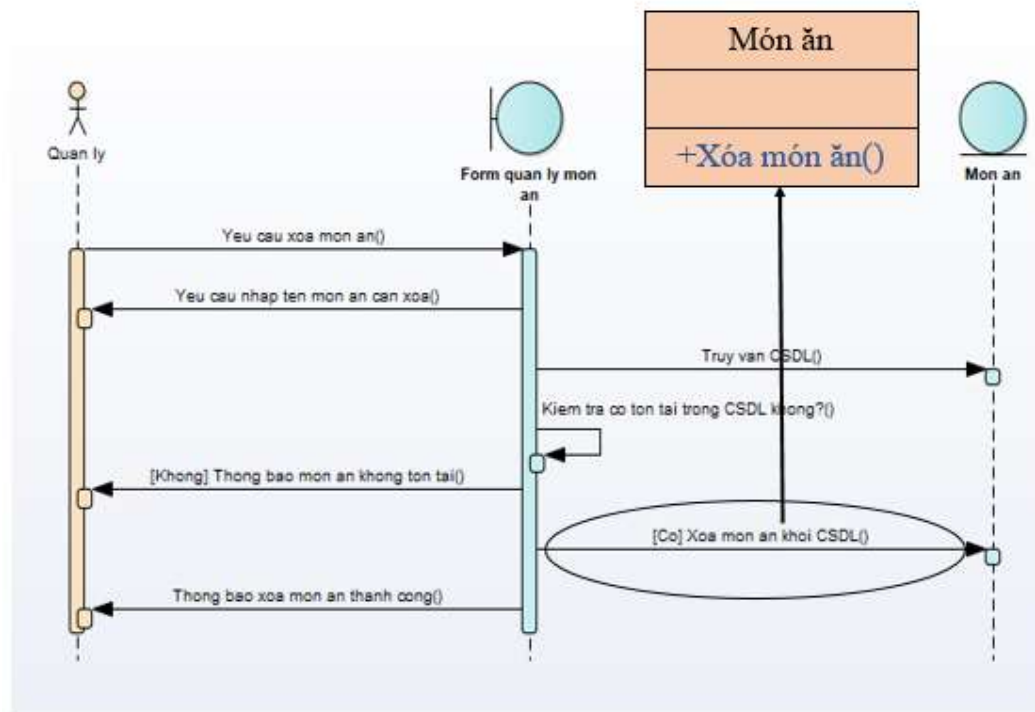 Món ăn
+Xóa món ăn()
Quan ly
Form quan ly mon
an
Mon an
Yeu cau xoa mon an()
Yeu cau nhap ten mon an can xoa()
Truy van CSDL()
Kiem tra co ton tai trong CSDL khong?()
[Khong] Thong bao mon an khong ton tai()
[Co] Xoa mon an khoi CSDL()
Thong bao xoa mon an thanh cong()